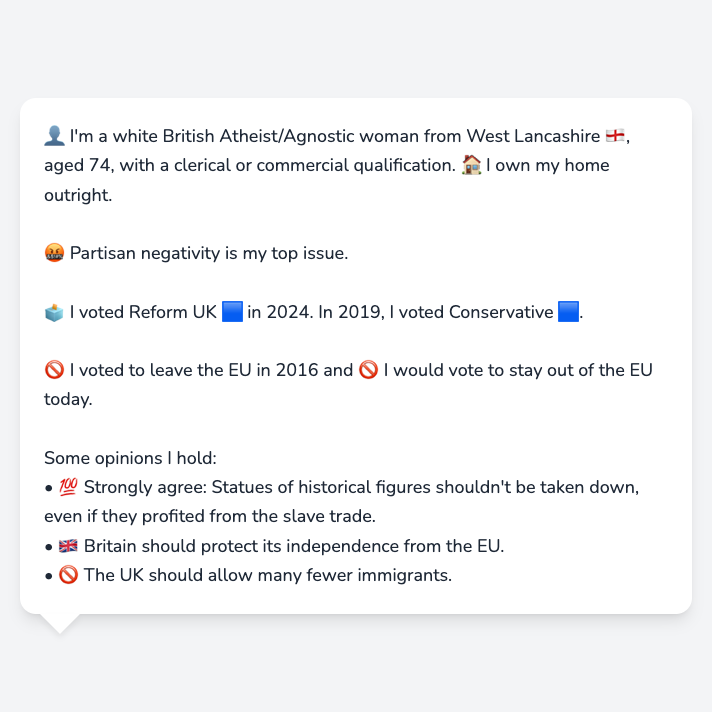 👤 I'm a white British Atheist/Agnostic woman from West Lancashire 🏴󠁧󠁢󠁥󠁮󠁧󠁿,
aged 74, with a clerical or commercial qualification. 🏠 I own my home
outright.
🤬 Partisan negativity is my top issue.
🗳️ I voted Reform UK 🟦 in 2024. In 2019, I voted Conservative 🟦.
🚫 I voted to leave the EU in 2016 and 🚫 I would vote to stay out of the EU
today.
Some opinions I hold:
• 💯 Strongly agree: Statues of historical figures shouldn't be taken down,
even if they profited from the slave trade.
• 🇬🇧 Britain should protect its independence from the EU.
• 🚫 The UK should allow many fewer immigrants.